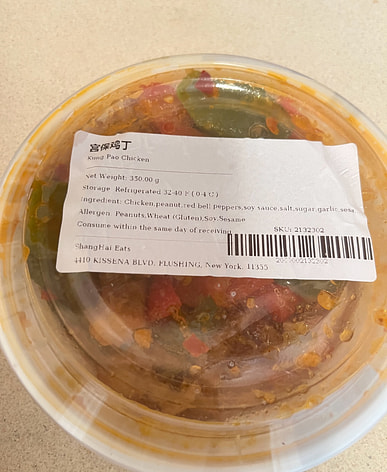 宫保鸡丁
Kung Pao Chicken
Net Weight: 350.00 g
Storage Refrigerated 32-40 F ( 0-4 C )
Ingredient: Chicken,peanut,red bell peppers,soy sauce,salt,sugar,garlic,sesa
Allergen Peanuts,Wheat (Gluten),Soy,Sesame
Consume within the same day of receiving
SKU: 2132302
ShangHai Eats
4410 KISSENA BLVD, FLUSHING, New York, 11355